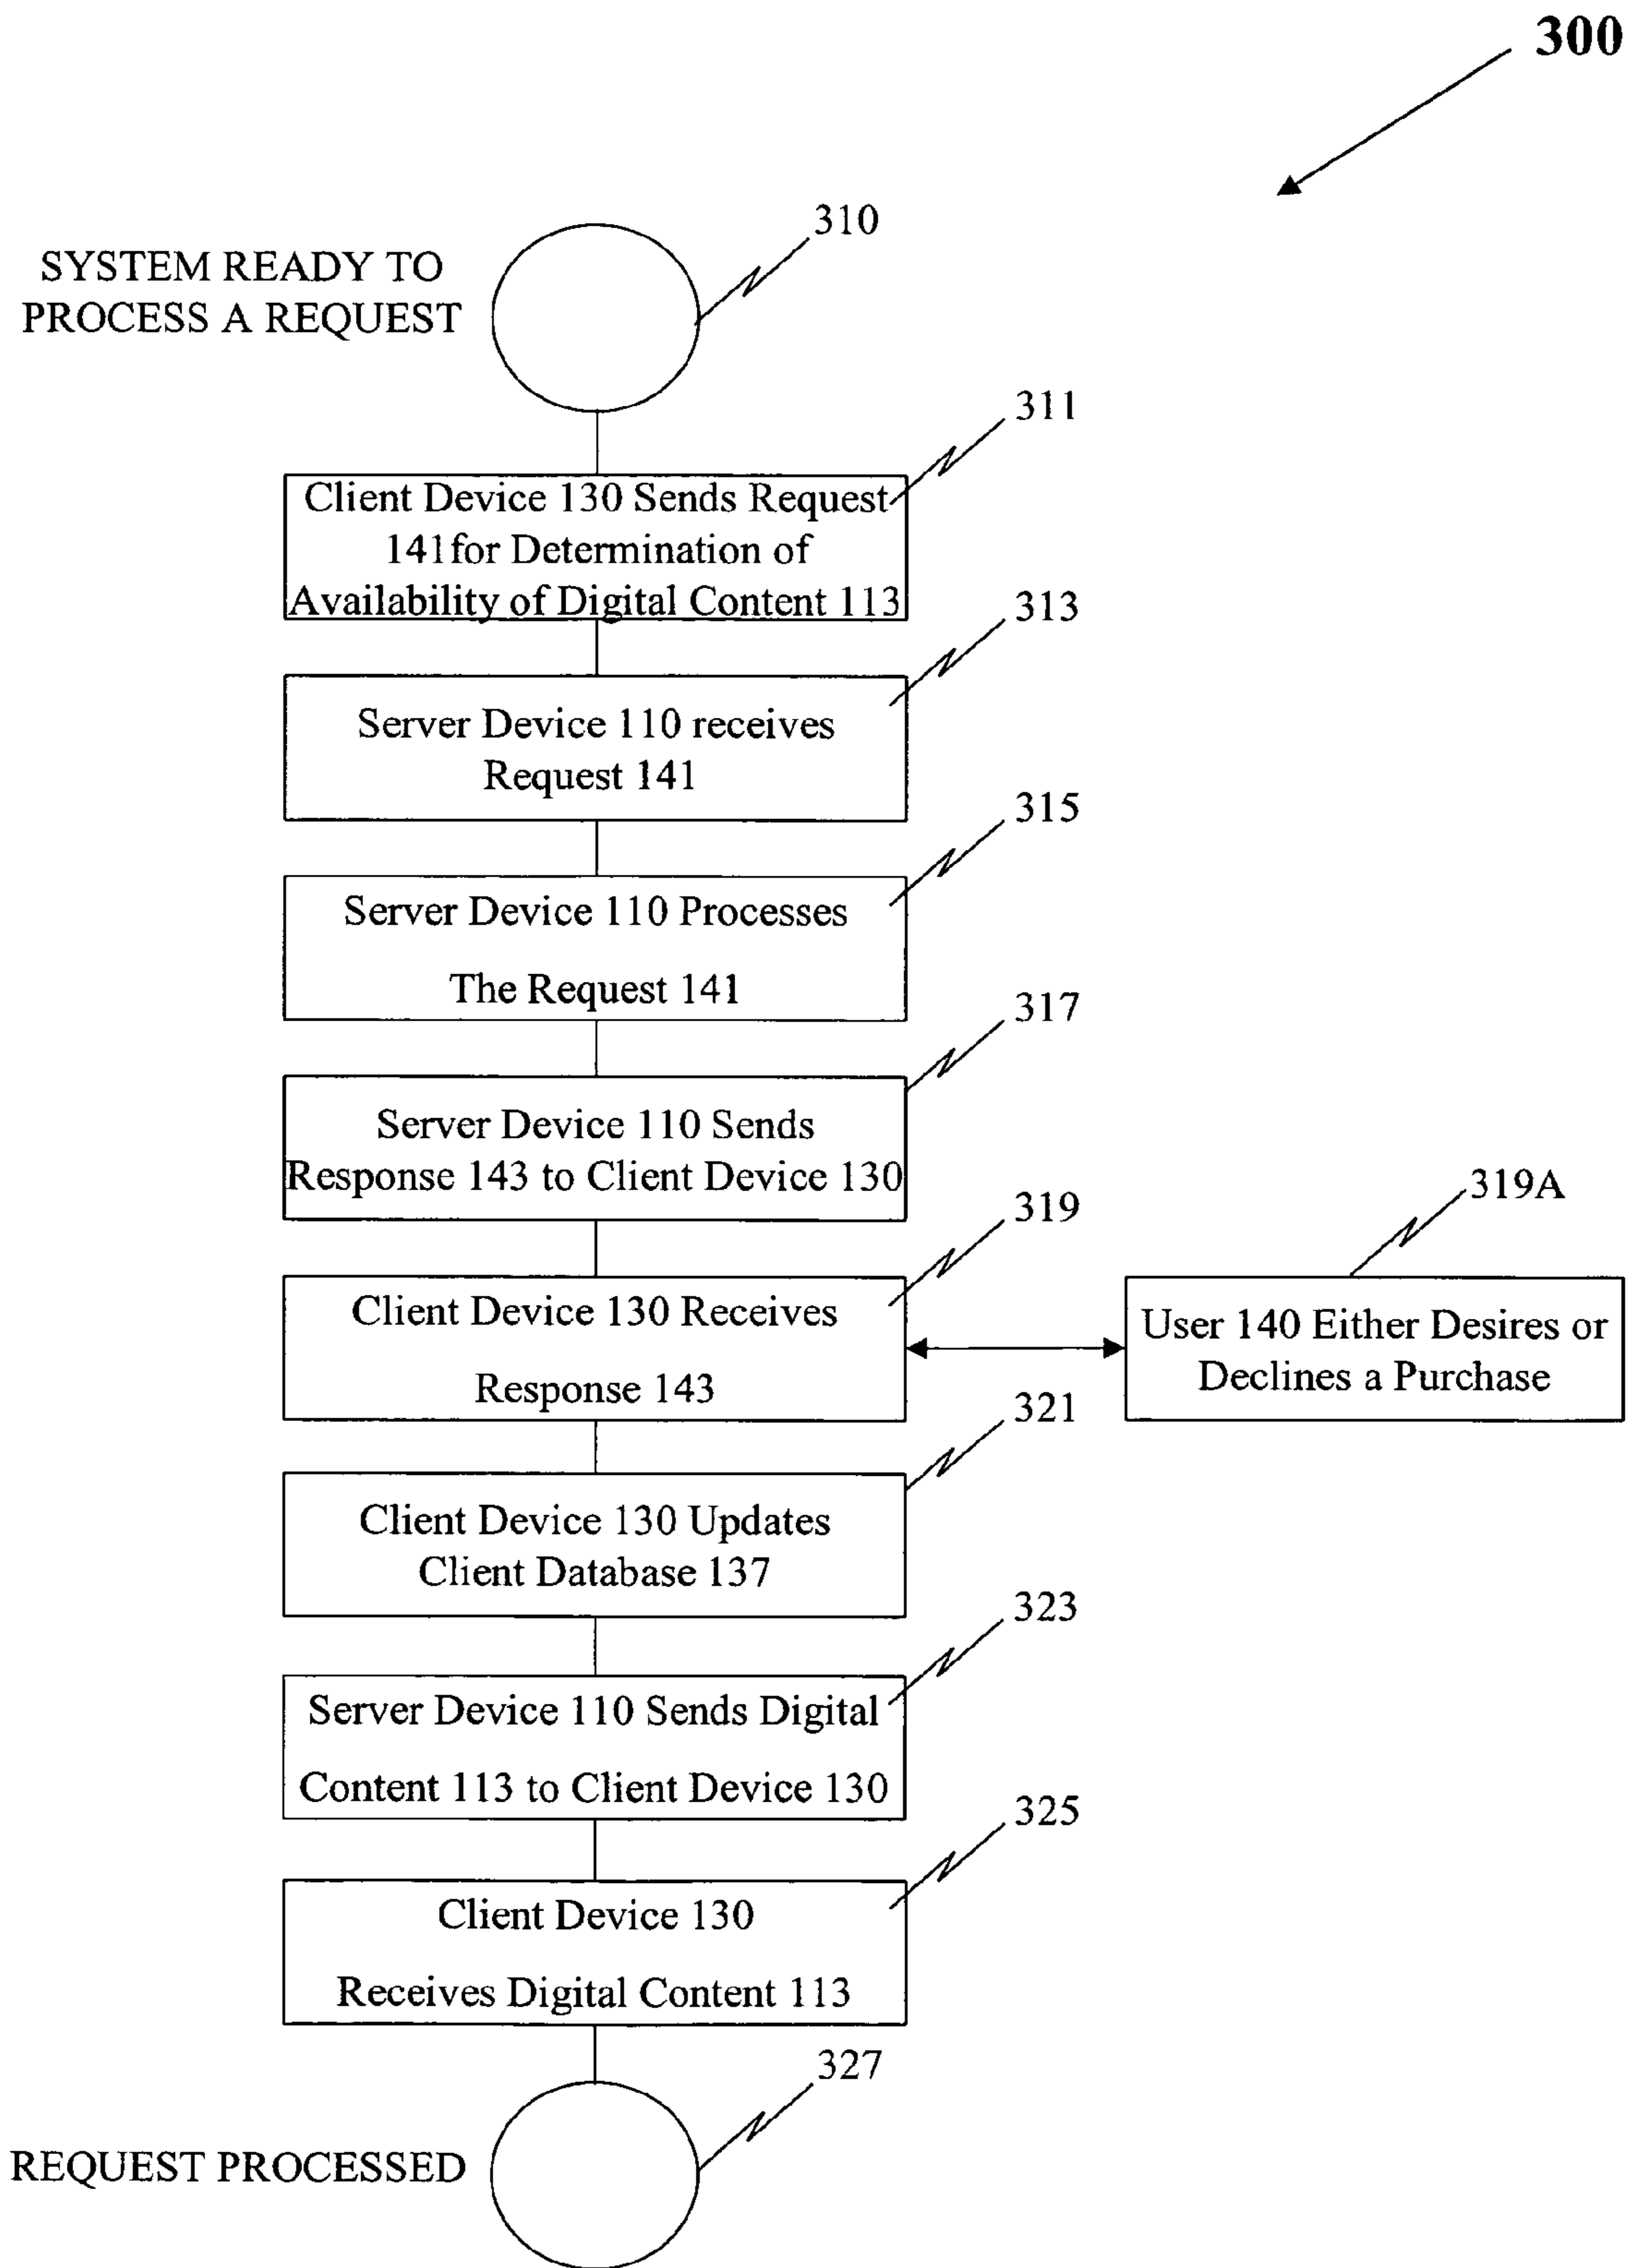 300
310
SYSTEM READY TO
PROCESS A REQUEST
311
Client Device 130 Sends Request
141for Determination of
Availability of Digital Content 113
313
Server Device 110 receives
Request 141
315
Server Device 110 Processes
The Request 141
317
Server Device 110 Sends
Response 143 to Client Device 130
319
Client Device 130 Receives
Response 143
319A
User 140 Either Desires or
Declines a Purchase
321
Client Device 130 Updates
Client Database 137
323
Server Device 110 Sends Digital
Content 113 to Client Device 130
325
Client Device 130
Receives Digital Content 113
327
REQUEST PROCESSED